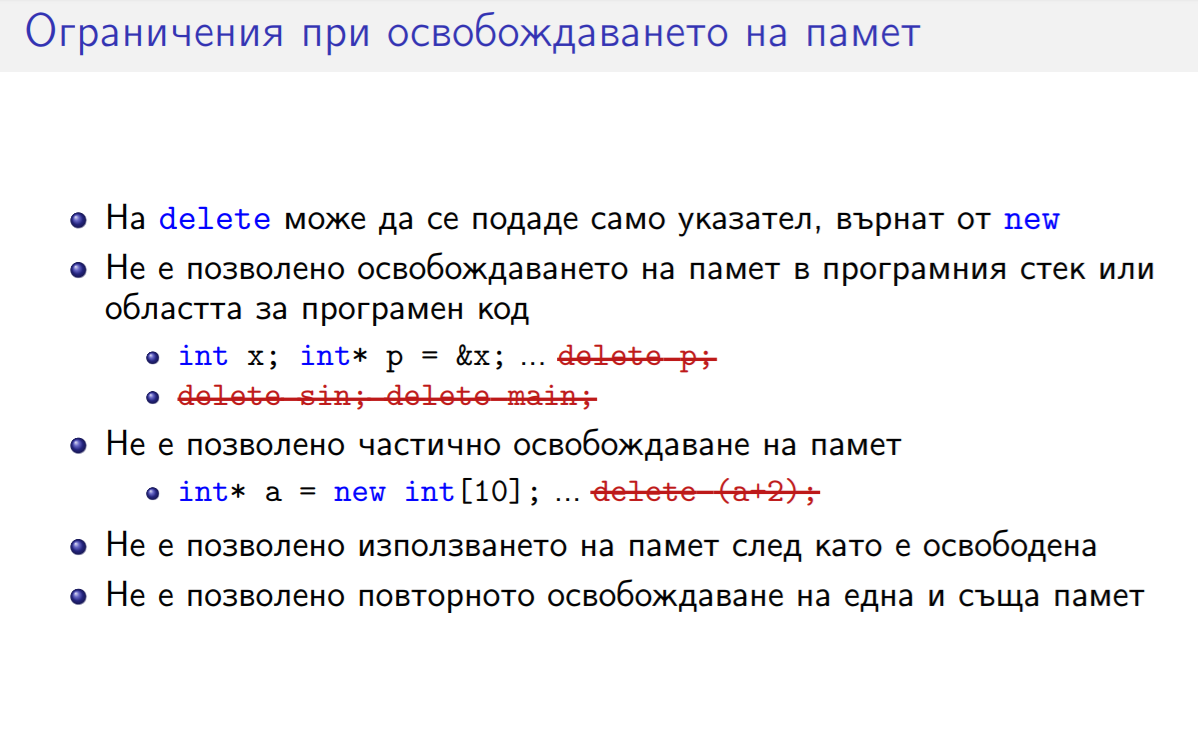 Ограничения при освобождаването на памет
На delete може да се подаде само указател, върнат от new
Не е позволено освобождаването на памет в програмния стек или
областта за програмен код
int x; int* p = &x; ... delete p;
delete sin; delete main;
Не е позволено частично освобождаване на памет
int* a = new int[10]; ... delete (a+2);
Не е позволено използването на памет след като е освободена
Не е позволено повторното освобождаване на една и съща памет